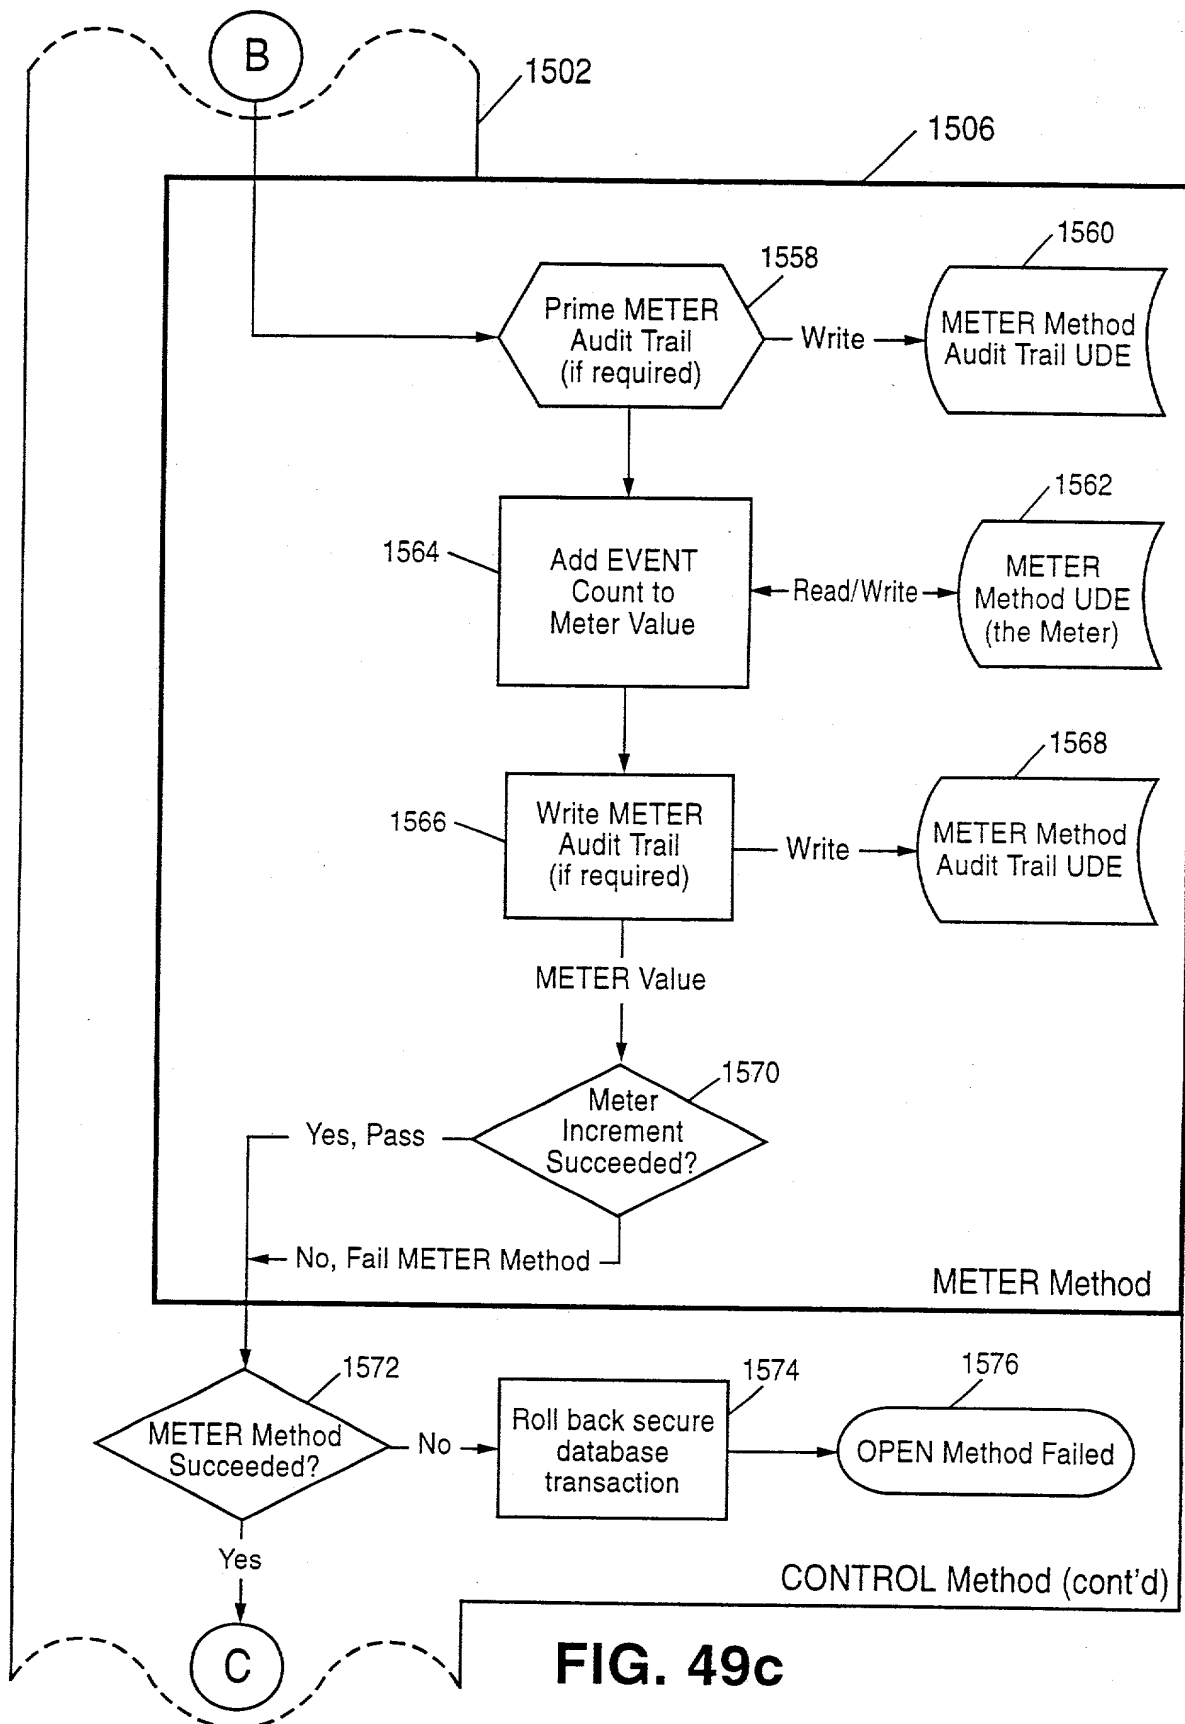 B
1502
1506
1558
1560
Prime METER
Audit Trail
(if required)
Write
METER Method
Audit Trail UDE
1562
1564
Add EVENT
Count to
Meter Value
Read/Write
METER
Method UDE
(the Meter)
1568
1566
Write METER
Audit Trail
(if required)
Write
METER Method
Audit Trail UDE
METER Value
1570
Meter
Increment
Succeeded?
Yes, Pass
No, Fail METER Method
METER Method
1572
1574
1576
METER Method
Succeeded?
No
Roll back secure
database
transaction
OPEN Method Failed
Yes
CONTROL Method (cont'd)
C
FIG. 49c